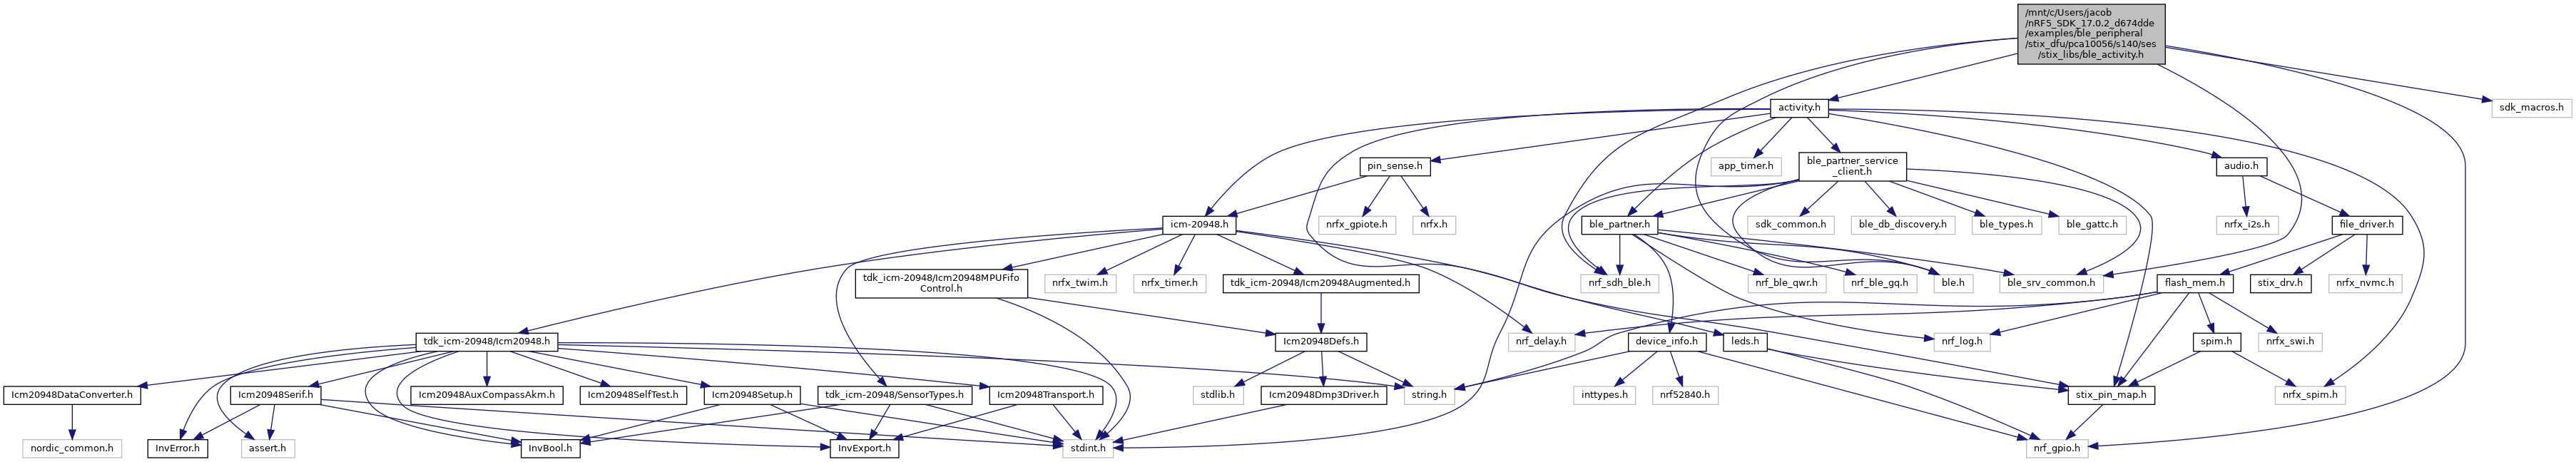 /mnt/c/Users/jacob
/nRF5_SDK_17.0.2_d674dde
/examples/ble_peripheral
/stix_dfu/pca10056/s140/ses
/stix_libs/ble_activity.h
activity.h
sdk_macros.h
pin_sense.h
app_timer.h
ble_partner_service
_client.h
audio.h
icm-20948.h
nrfx_gpiote.h
nrfx.h
ble_partner.h
sdk_common.h
ble_db_discovery.h
ble_types.h
ble_gattc.h
nrfx_i2s.h
file_driver.h
tdk_icm-20948/Icm20948MPUFifo
Control.h
nrfx_twim.h
nrfx_timer.h
tdk_icm-20948/Icm20948Augmented.h
nrf_sdh_ble.h
nrf_ble_qwr.h
nrf_ble_gq.h
ble.h
ble_srv_common.h
flash_mem.h
stix_drv.h
nrfx_nvmc.h
tdk_icm-20948/Icm20948.h
Icm20948Defs.h
nrf_delay.h
device_info.h
leds.h
nrf_log.h
spim.h
nrfx_swi.h
Icm20948DataConverter.h
Icm20948Serif.h
Icm20948AuxCompassAkm.h
Icm20948SelfTest.h
Icm20948Setup.h
tdk_icm-20948/SensorTypes.h
Icm20948Transport.h
stdlib.h
Icm20948Dmp3Driver.h
string.h
inttypes.h
nrf52840.h
stix_pin_map.h
nrfx_spim.h
nordic_common.h
InvError.h
assert.h
InvBool.h
InvExport.h
stdint.h
nrf_gpio.h